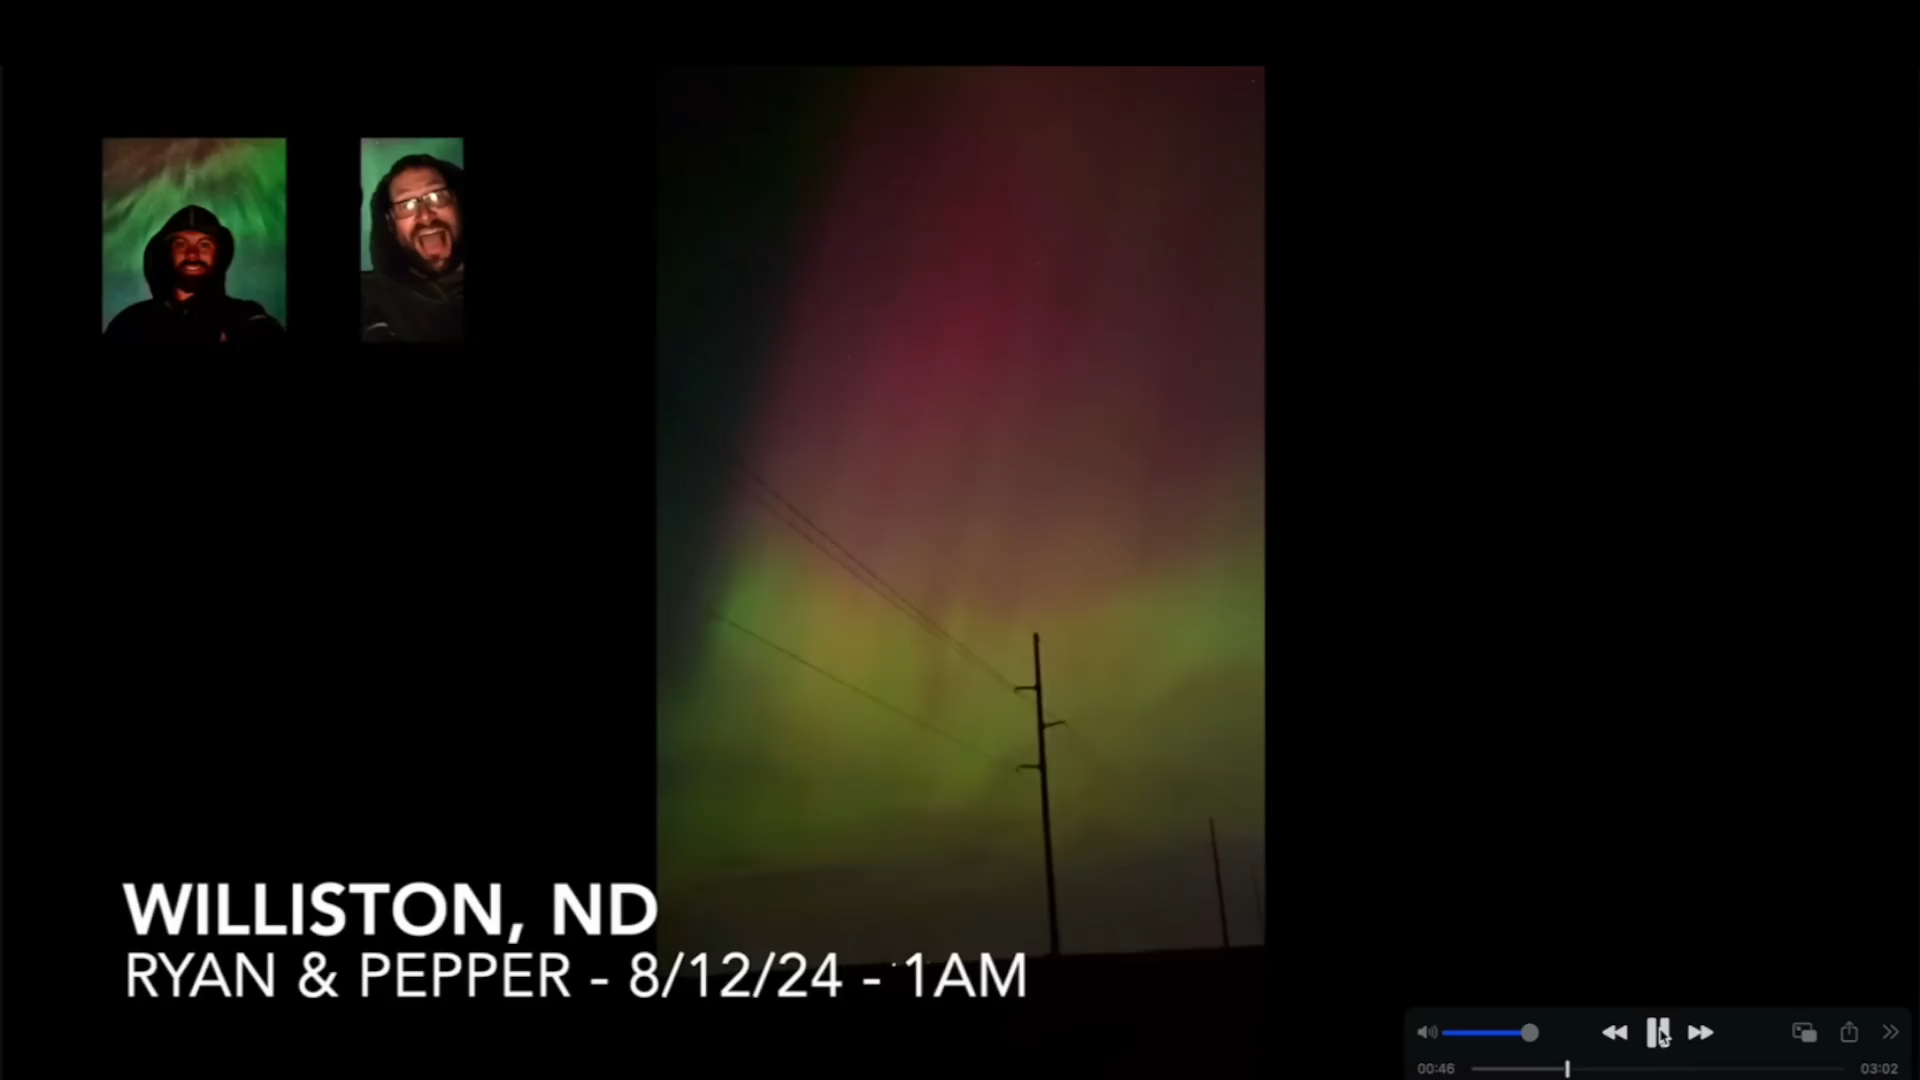 WILLISTON, ND
RYAN & PEPPER - 8/12/24 - 1AM
00:46
03:02